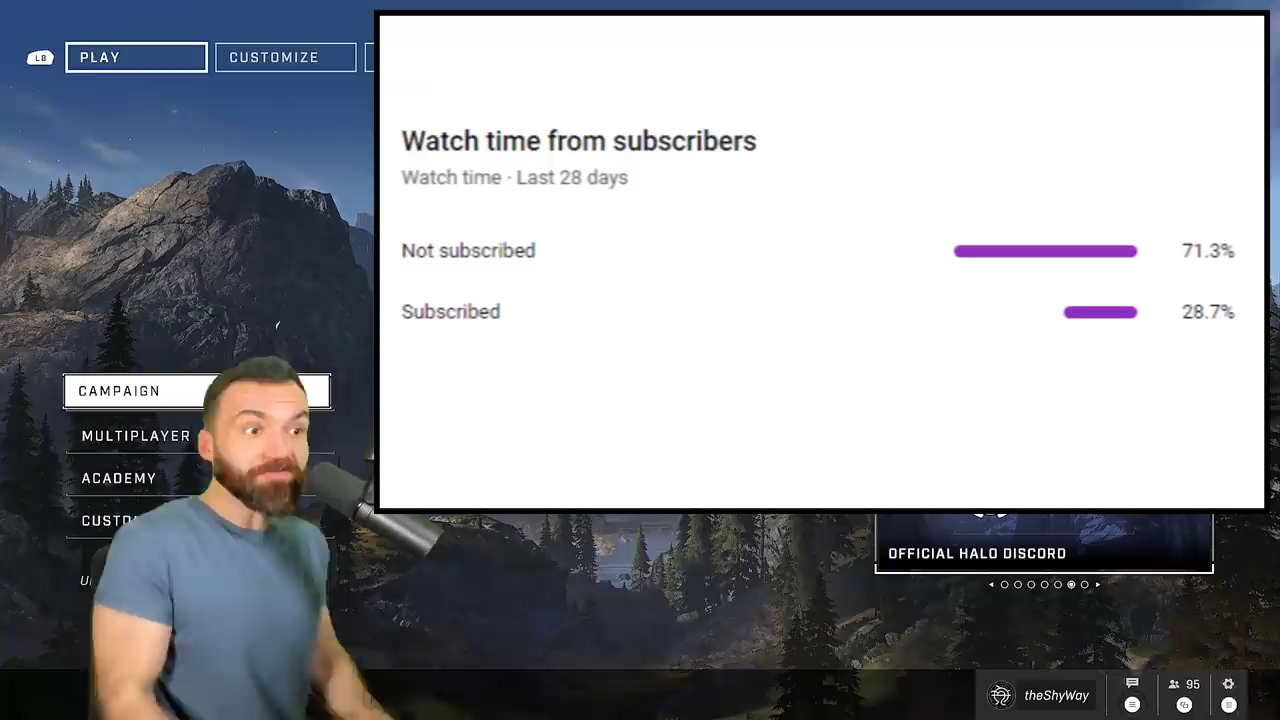 LB
PLAY
CUSTOMIZE
Watch time from subscribers
Watch time · Last 28 days
Not subscribed
71.3%
Subscribed
28.7%
CAMPAIGN
MULTIPLAYER
ACADEMY
OFFICIAL HALO DISCORD
theShyWay
95